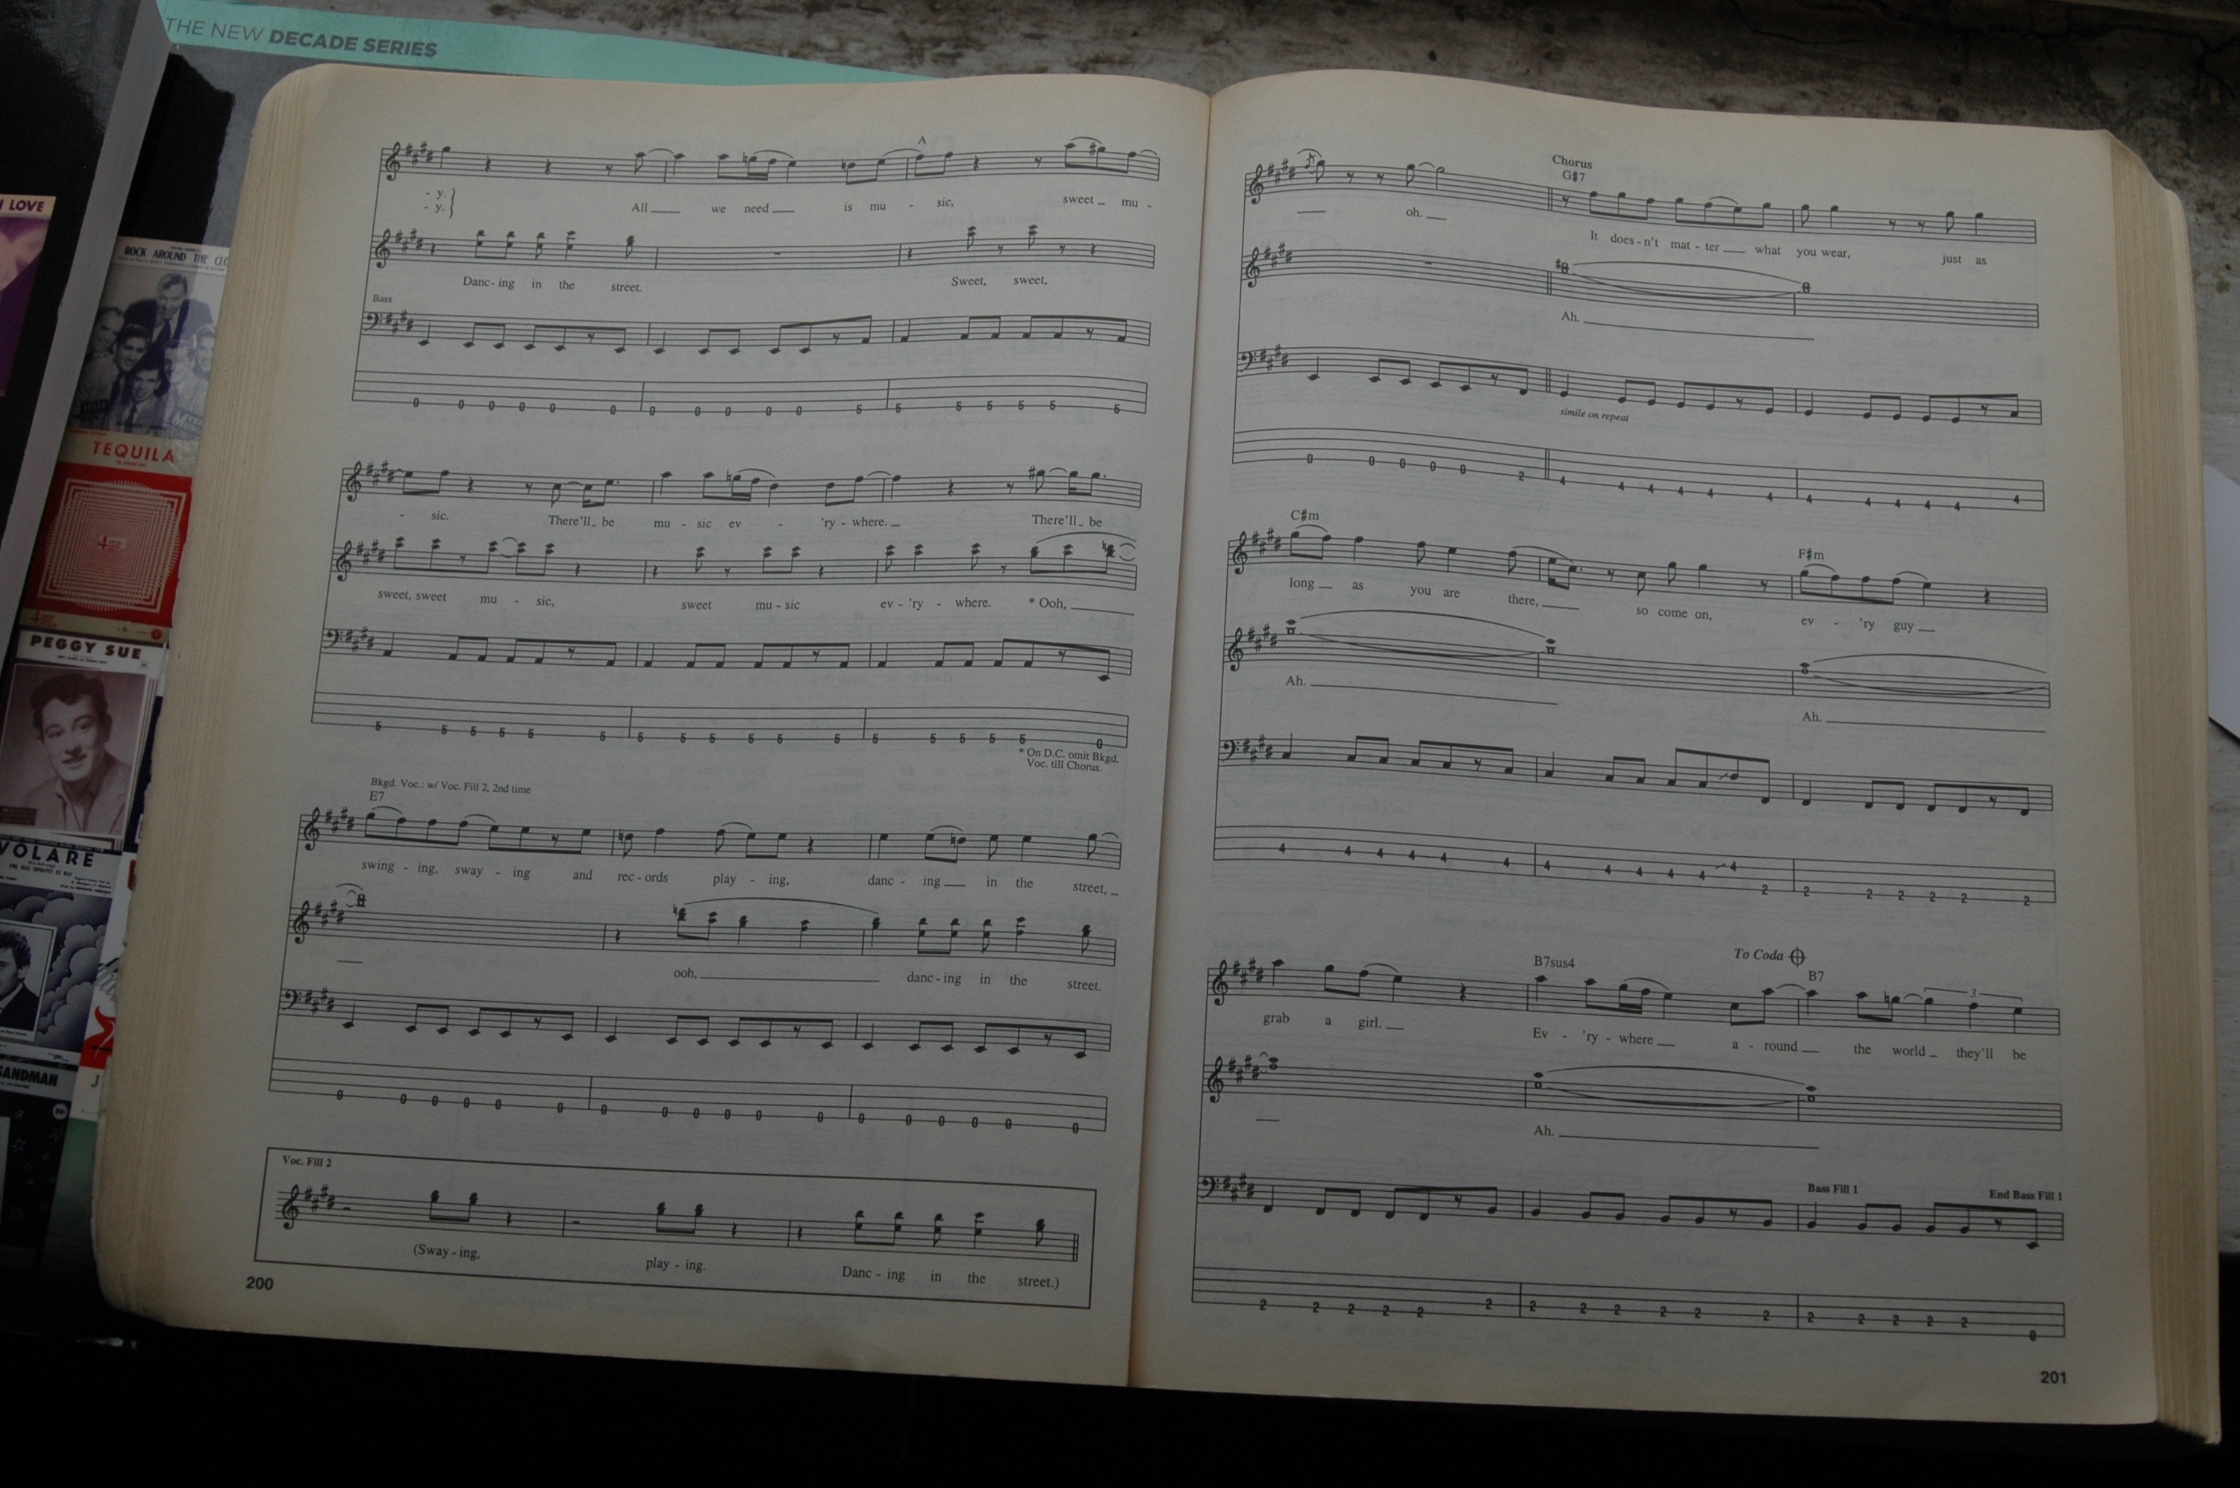 THE NEW DECADE SERIES
I LOVE
ROCK AROUND THE CLO
TEQUILA
PEGGY SUE
VOLARE
SANDMAN
A
- y.
- y.
All we need is mu - sic, sweet mu -
Danc - ing in the street. Sweet, sweet,
Bass
0 0 0 0 0 0 0 0 0 0 0 5 5 5 5 5 5 5
- sic. There'll be mu - sic ev - 'ry - where. There'll be
sweet, sweet mu - sic, sweet mu - sic ev - 'ry - where. * Ooh,
5 5 5 5 5 5 5 5 5 5 5 5 5 5 5 5 5 0
* On D.C. omit Bkgd.
Voc. till Chorus.
Bkgd. Voc.: w/ Voc. Fill 2, 2nd time
E7
swing - ing, sway - ing and rec - ords play - ing, danc - ing in the street,
ooh, danc - ing in the street.
0 0 0 0 0 0 0 0 0 0 0 0 0 0 0 0 0 0
Voc. Fill 2
(Sway - ing, play - ing. Danc - ing in the street.)
200
Chorus
G#7
oh. It does - n't mat - ter what you wear, just as
Ah.
simile on repeat
0 0 0 0 0 2 4 4 4 4 4 4 4 4 4 4 4 4
C#m F#m
long as you are there, so come on, ev - 'ry guy
Ah. Ah.
4 4 4 4 4 4 4 4 4 4 4 4 2 2 2 2 2 2 2
To Coda
B7sus4 B7
3
grab a girl. Ev - 'ry - where a - round the world they'll be
Ah.
Bass Fill 1 End Bass Fill 1
2 2 2 2 2 2 2 2 2 2 2 2 2 2 2 2 2 0
201